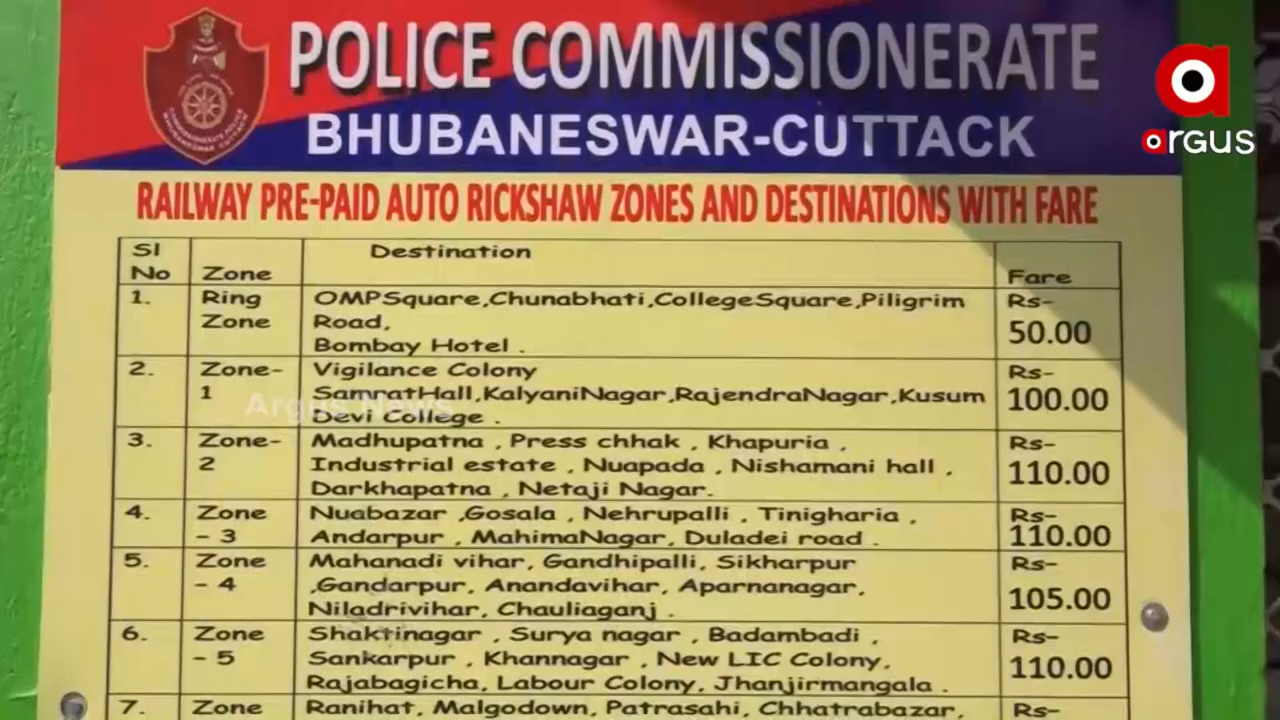 POLICE COMMISSIONERATE
BHUBANESWAR-CUTTACK
argus
RAILWAY PRE-PAID AUTO RICKSHAW ZONES AND DESTINATIONS WITH FARE
Sl No Zone Destination Fare
1. Ring Zone OMPSquare,Chunabhati,CollegeSquare,Piligrim Rs-
Road, 50.00
Bombay Hotel .
2. Zone- Vigilance Colony Rs-
1 SamratHall,KalyaniNagar,RajendraNagar,Kusum 100.00
Devi College .
Argus News
3. Zone- Madhupatna , Press chhak , Khapuria , Rs-
2 Industrial estate , Nuapada , Nishamani hall , 110.00
Darkhapatna , Netaji Nagar.
4. Zone Nuabazar ,Gosala , Nehrupalli , Tinigharia , Rs-
- 3 Andarpur , MahimaNagar, Duladei road . 110.00
5. Zone Mahanadi vihar, Gandhipalli, Sikharpur Rs-
- 4 ,Gandarpur, Anandavihar, Aparnanagar, 105.00
Niladrivihar, Chauliaganj .
6. Zone Shaktinagar , Surya nagar , Badambadi , Rs-
- 5 Sankarpur , Khannagar , New LIC Colony, 110.00
Rajabagicha, Labour Colony, Jhanjirmangala .
7. Zone Ranihat, Malgodown, Patrasahi, Chhatrabazar, Rs-